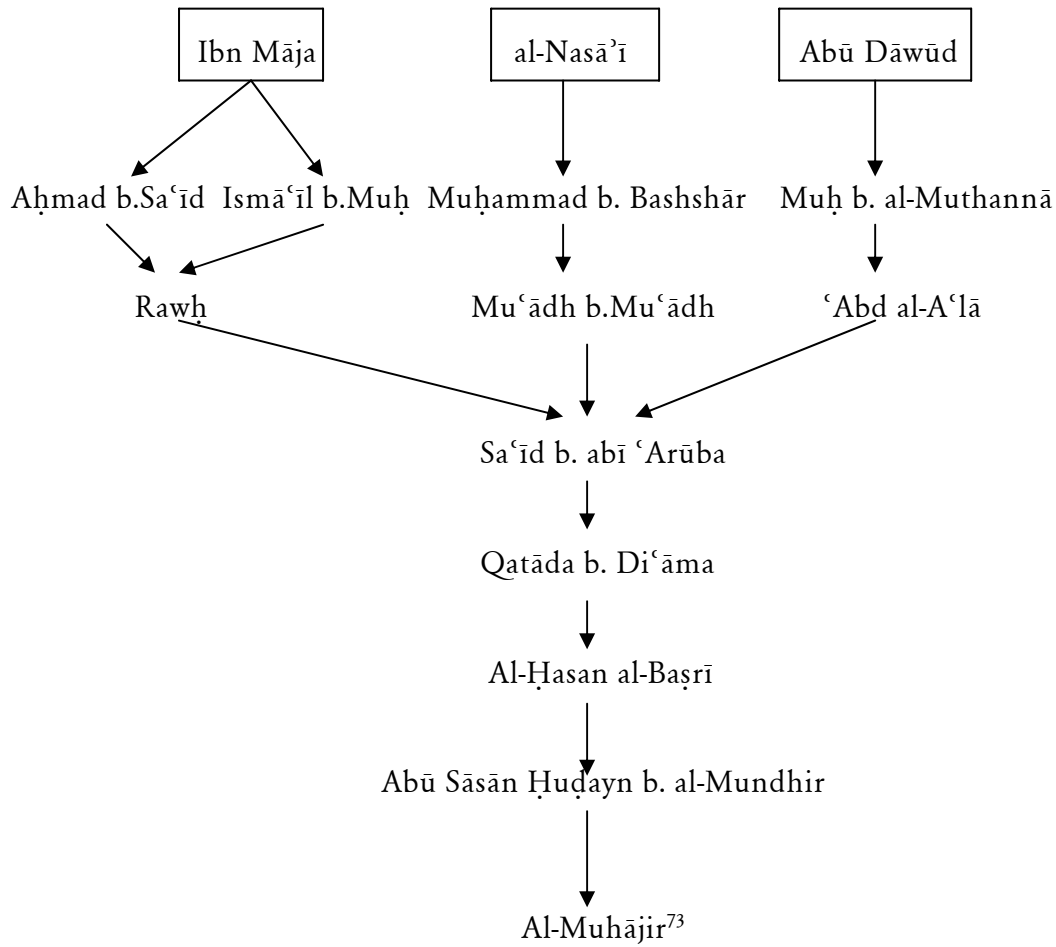 Ibn Māja al-Nasāʾī Abū Dāwūd
Aḥmad b.Saʿīd Ismāʿīl b.Muḥ Muḥammad b. Bashshār Muḥ b. al-Muthannā
Rawḥ Muʿādh b.Muʿādh ʿAbd al-Aʿlā
Saʿīd b. abī ʿArūba
Qatāda b. Diʿāma
Al-Ḥasan al-Baṣrī
Abū Sāsān Ḥuḍayn b. al-Mundhir
Al-Muhājir⁷³